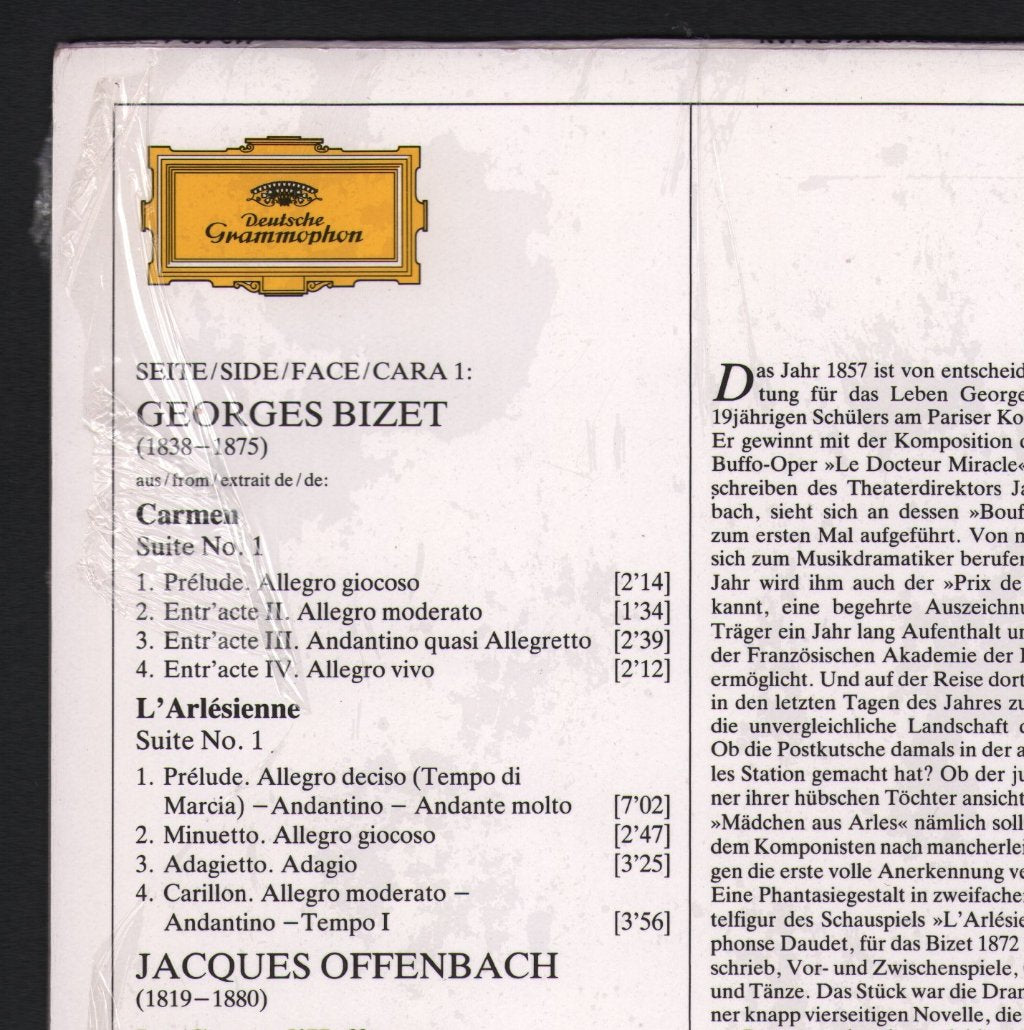 Deutsche
Grammophon
SEITE/SIDE/FACE/CARA 1:
GEORGES BIZET
(1838–1875)
aus/from/extrait de/de:
Carmen
Suite No. 1
1. Prélude. Allegro giocoso [2’14]
2. Entr’acte II. Allegro moderato [1’34]
3. Entr’acte III. Andantino quasi Allegretto [2’39]
4. Entr’acte IV. Allegro vivo [2’12]
L’Arlésienne
Suite No. 1
1. Prélude. Allegro deciso (Tempo di
Marcia) –Andantino – Andante molto [7’02]
2. Minuetto. Allegro giocoso [2’47]
3. Adagietto. Adagio [3’25]
4. Carillon. Allegro moderato –
Andantino –Tempo I [3’56]
JACQUES OFFENBACH
(1819–1880)
Das Jahr 1857 ist von entscheid
tung für das Leben George
19jährigen Schülers am Pariser Ko
Er gewinnt mit der Komposition
Buffo-Oper »Le Docteur Miracle«
schreiben des Theaterdirektors Ja
bach, sieht sich an dessen »Bouf
zum ersten Mal aufgeführt. Von
sich zum Musikdramatiker berufen
Jahr wird ihm auch der »Prix de
kannt, eine begehrte Auszeichnu
Träger ein Jahr lang Aufenthalt un
der Französischen Akademie der
ermöglicht. Und auf der Reise dort
in den letzten Tagen des Jahres zu
die unvergleichliche Landschaft
Ob die Postkutsche damals in der a
les Station gemacht hat? Ob der ju
ner ihrer hübschen Töchter ansicht
»Mädchen aus Arles« nämlich soll
dem Komponisten nach mancherlei
gen die erste volle Anerkennung ve
Eine Phantasiegestalt in zweifacher
telfigur des Schauspiels »L’Arlésie
phonse Daudet, für das Bizet 1872
schrieb, Vor- und Zwischenspiele,
und Tänze. Das Stück war die Dram
ner knapp vierseitigen Novelle, die